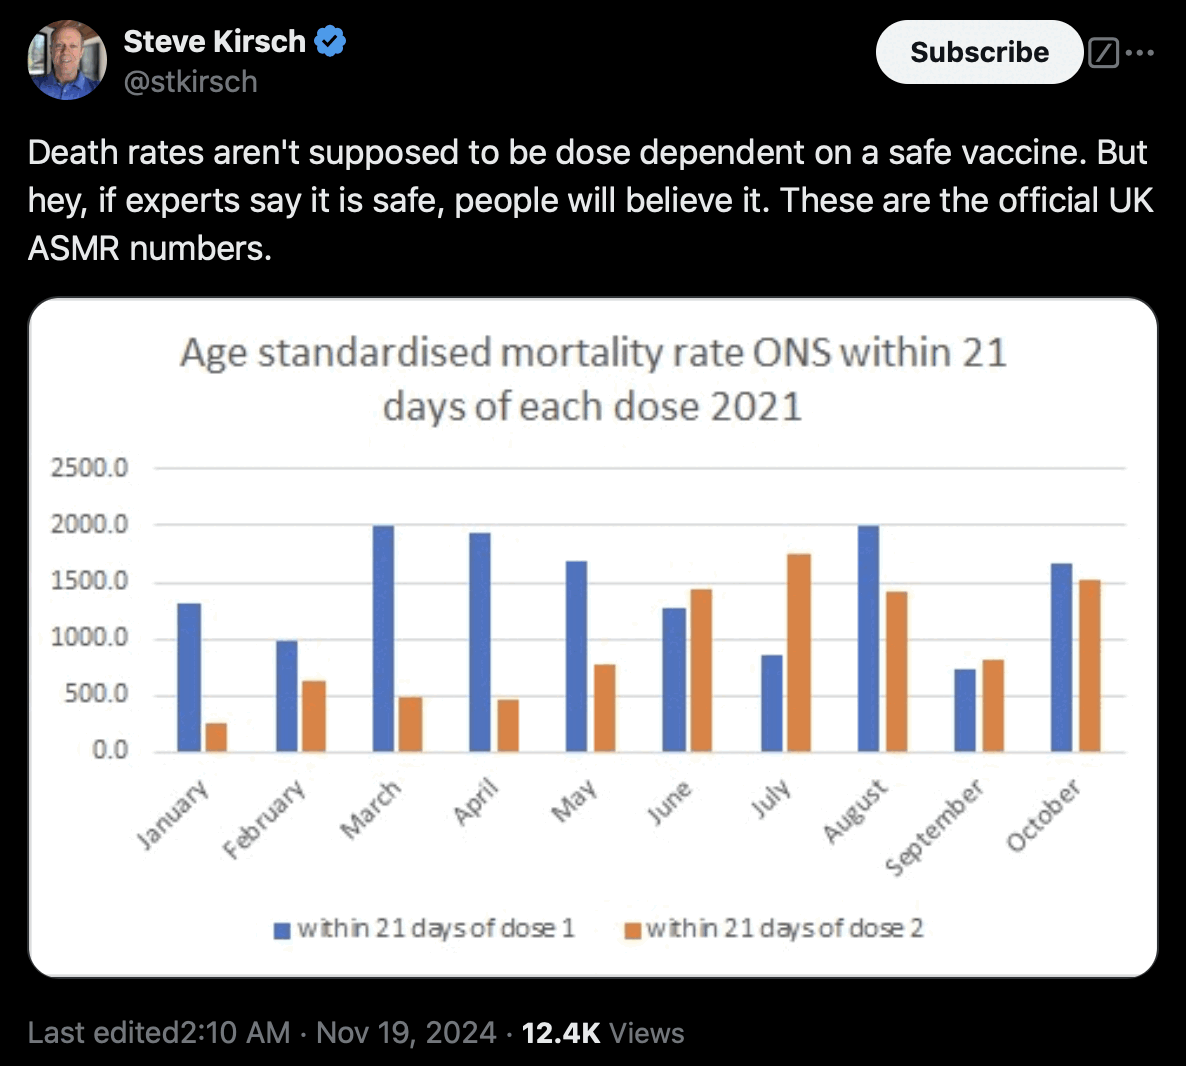 Steve Kirsch
@stkirsch
Subscribe
Death rates aren't supposed to be dose dependent on a safe vaccine. But
hey, if experts say it is safe, people will believe it. These are the official UK
ASMR numbers.
Age standardised mortality rate ONS within 21
days of each dose 2021
2500.0
2000.0
1500.0
1000.0
500.0
0.0
January
February
March
April
May
June
July
August
September
October
within 21 days of dose 1
within 21 days of dose 2
Last edited2:10 AM · Nov 19, 2024 · 12.4K Views